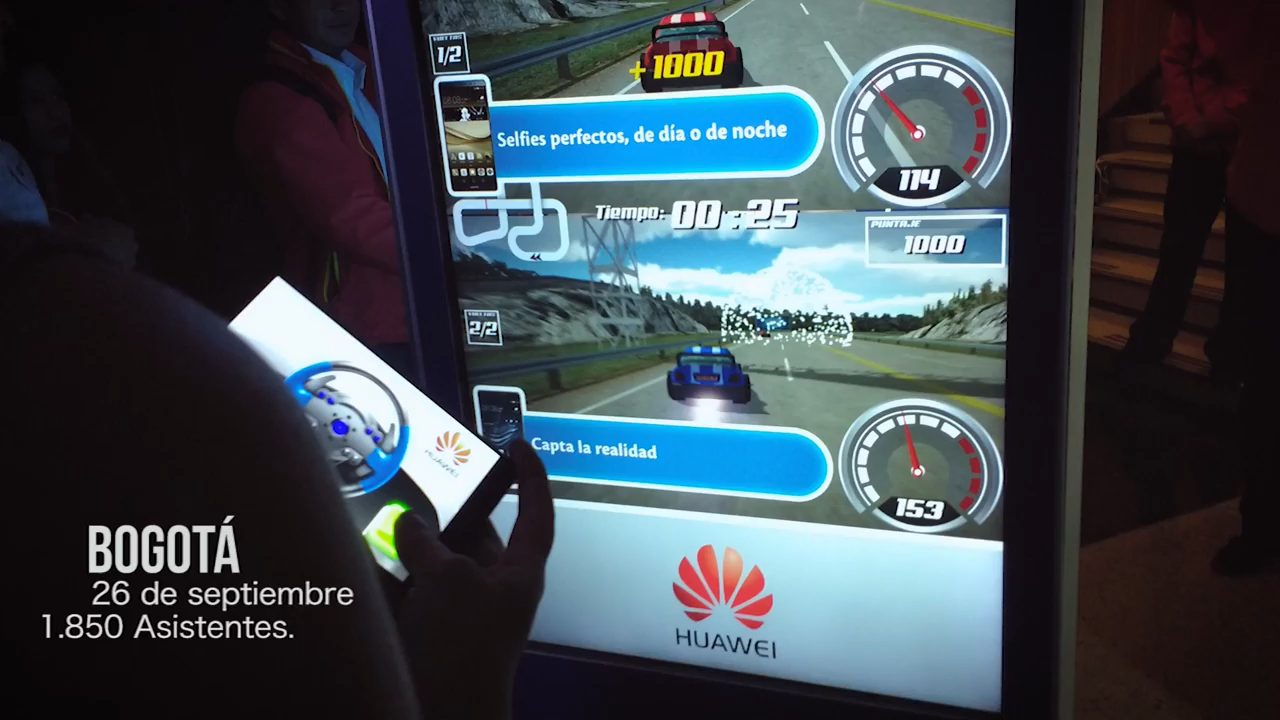 VUELTAS
1/2
+1000
Selfies perfectos, de día o de noche
114
Tiempo: 00:25
PUNTAJE
1000
2/2
Capta la realidad
153
HUAWEI
HUAWEI
BOGOTÁ
26 de septiembre
1.850 Asistentes.